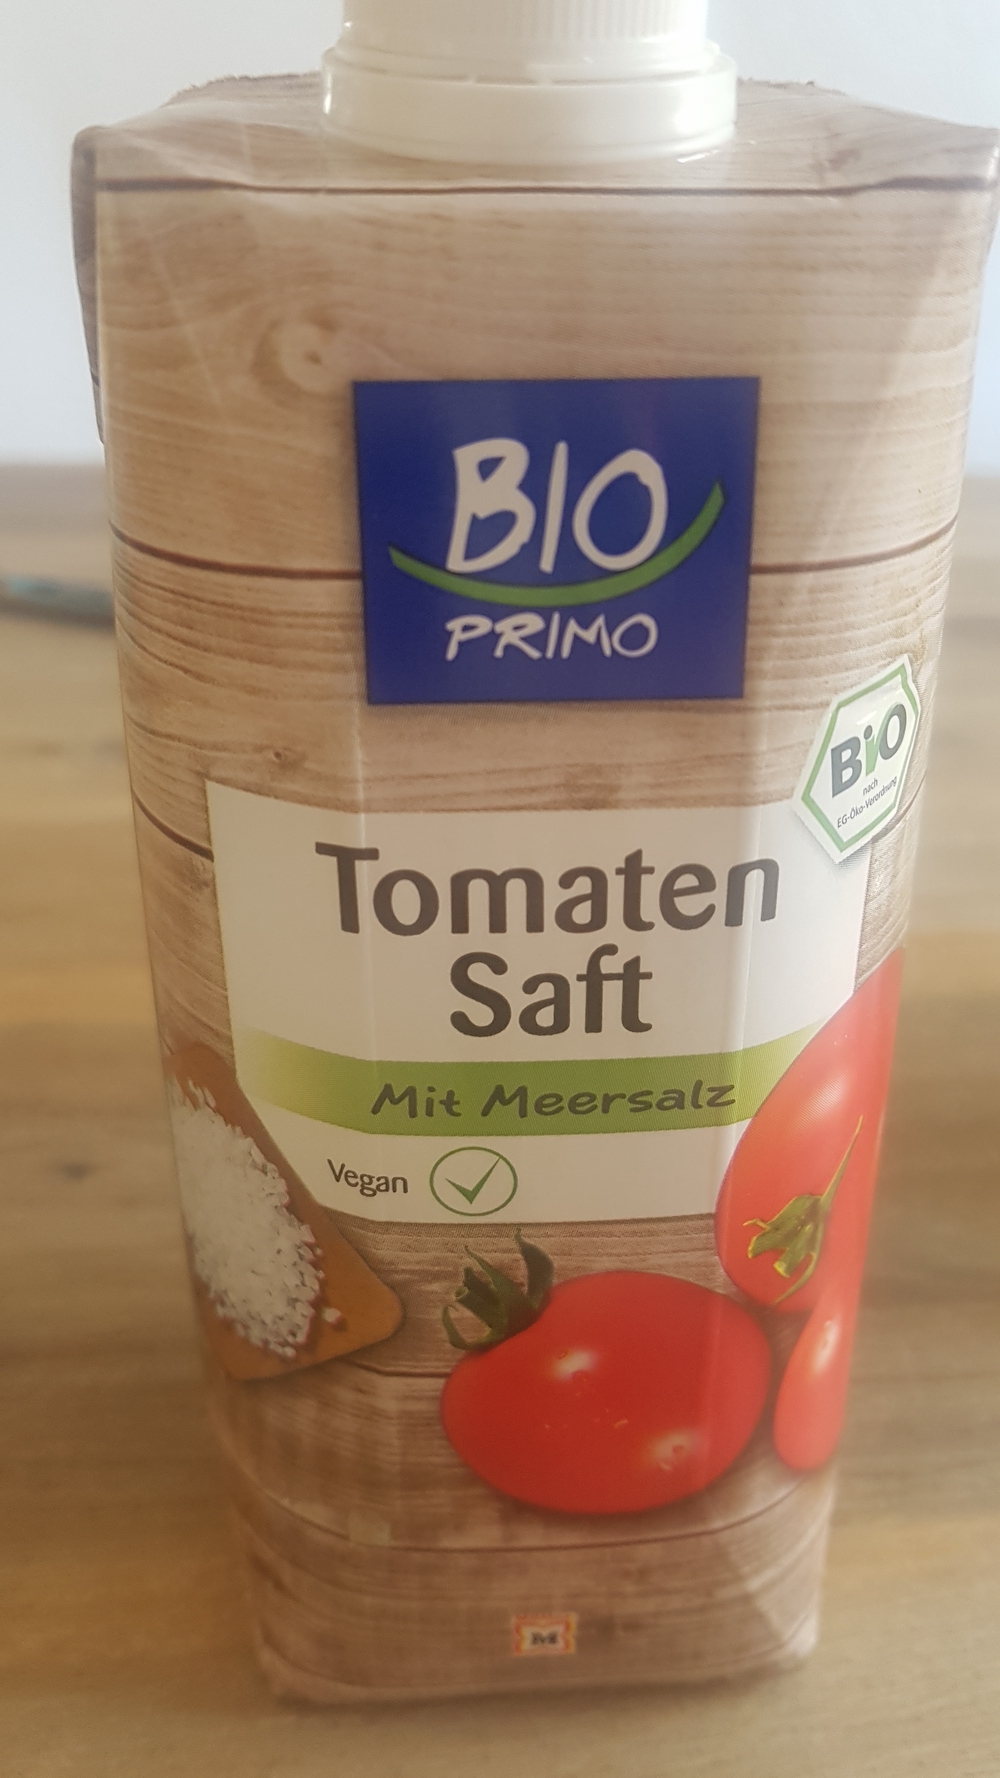 BIO
PRIMO
BiO
nach
EG-Öko-Verordnung
Tomaten
Saft
Mit Meersalz
Vegan
M